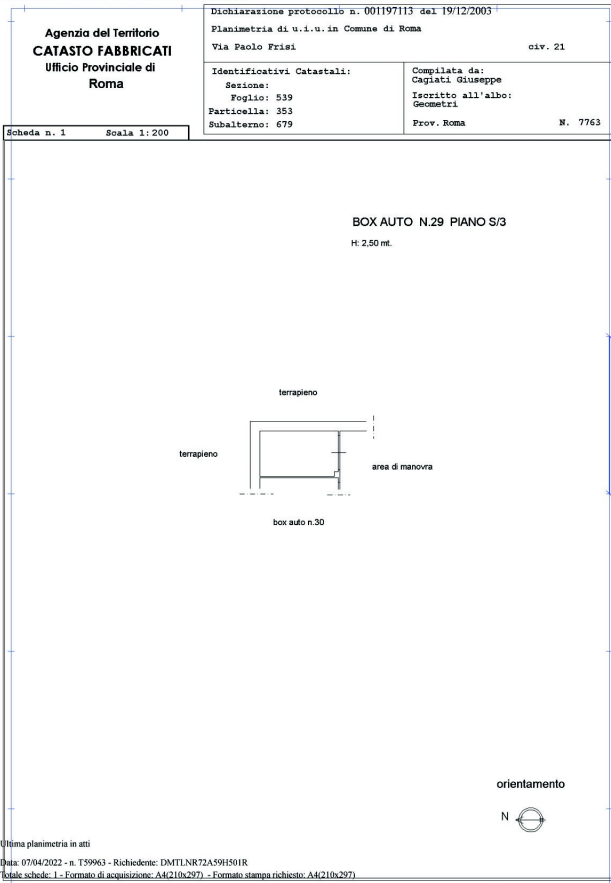 Agenzia del Territorio
CATASTO FABBRICATI
Ufficio Provinciale di
Roma
Dichiarazione protocollo n. 001197113 del 19/12/2003
Planimetria di u.i.u. in Comune di Roma
Via Paolo Frisi civ. 21
Identificativi Catastali:
Sezione:
Foglio: 539
Particella: 353
Subalterno: 679
Compilata da:
Cagiati Giuseppe
Iscritto all'albo:
Geometri
Prov. Roma N. 7763
Scheda n. 1 Scala 1:200
BOX AUTO N.29 PIANO S/3
H: 2,50 mt.
terrapieno
terrapieno
area di manovra
box auto n.30
orientamento
N
Ultima planimetria in atti
Data: 07/04/2022 - n. T59963 - Richiedente: DMTLNR72A59H501R
Totale schede: 1 - Formato di acquisizione: A4(210x297) - Formato stampa richiesto: A4(210x297)